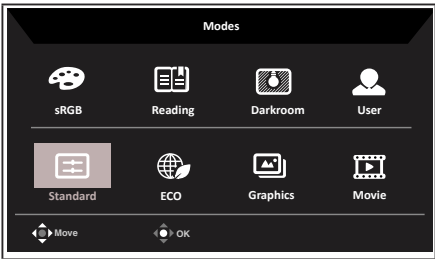 Modes
sRGB Reading Darkroom User
Standard ECO Graphics Movie
Move OK